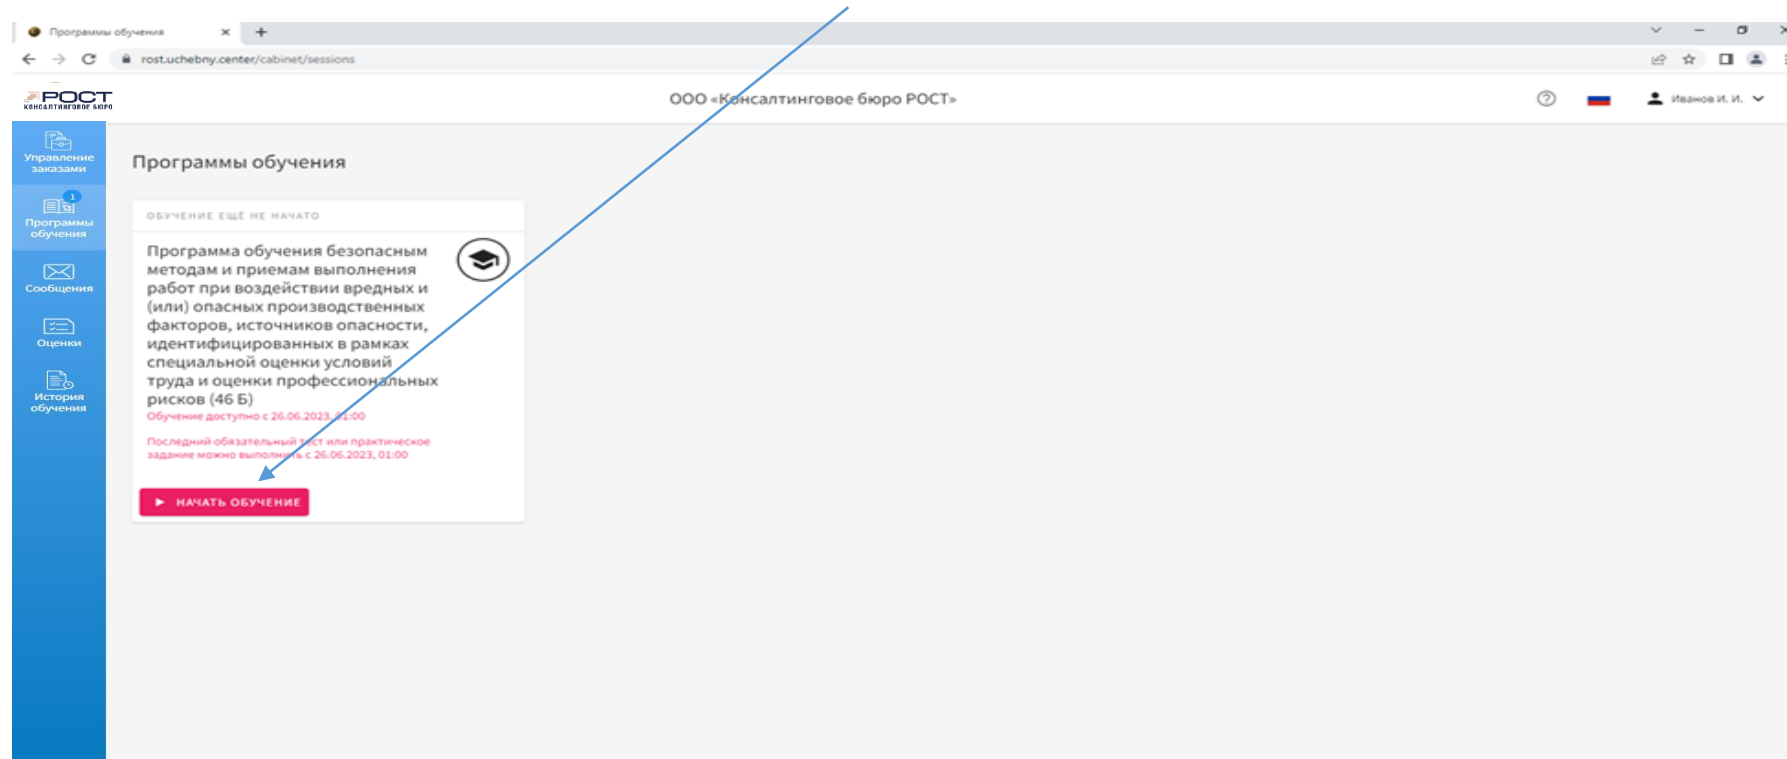 Программы обучения
rost.uchebny.center/cabinet/sessions
РОСТ
КОНСАЛТИНГОВОЕ БЮРО
ООО «Консалтинговое бюро РОСТ»
Иванов И. И.
Управление
заказами
1
Программы
обучения
Сообщения
Оценки
История
обучения
Программы обучения
ОБУЧЕНИЕ ЕЩЁ НЕ НАЧАТО
Программа обучения безопасным
методам и приемам выполнения
работ при воздействии вредных и
(или) опасных производственных
факторов, источников опасности,
идентифицированных в рамках
специальной оценки условий
труда и оценки профессиональных
рисков (46 Б)
Обучение доступно с 26.06.2023, 01:00
Последний обязательный тест или практическое
задание можно выполнить с 26.06.2023, 01:00
НАЧАТЬ ОБУЧЕНИЕ